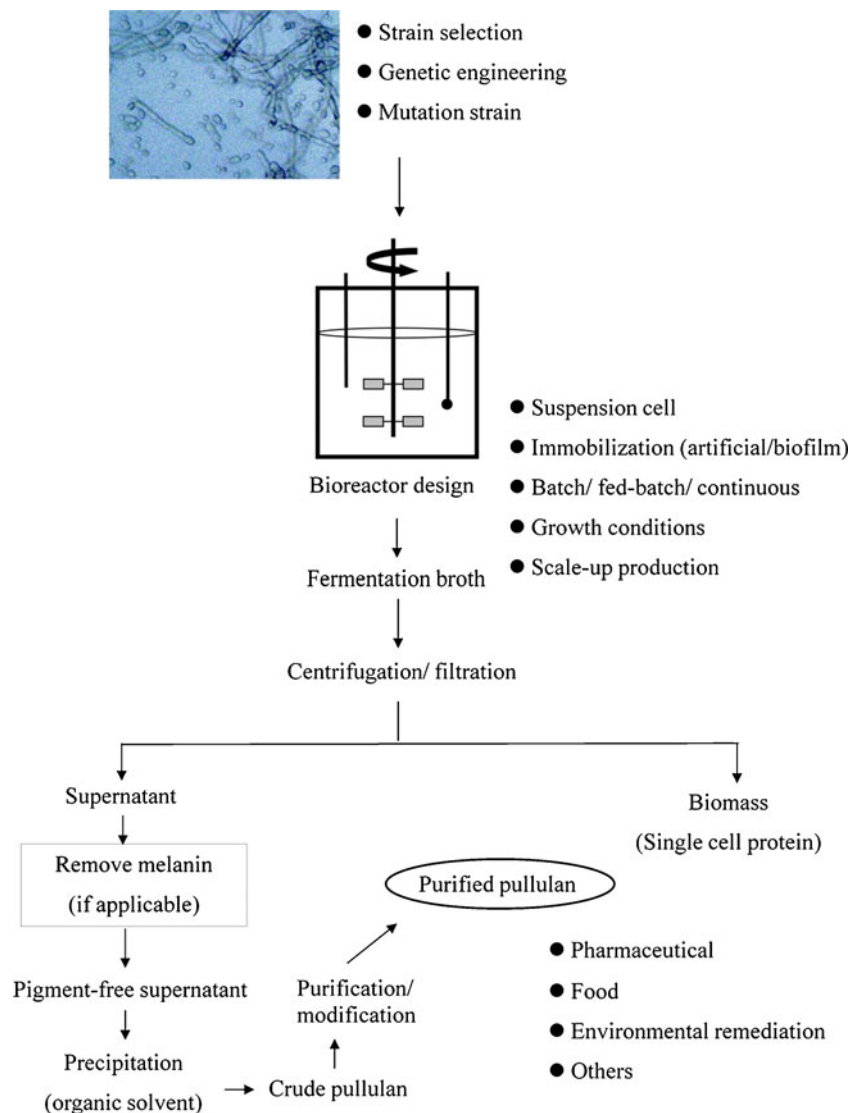 ● Strain selection
● Genetic engineering
● Mutation strain
● Suspension cell
● Immobilization (artificial/biofilm)
● Batch/ fed-batch/ continuous
● Growth conditions
● Scale-up production
Bioreactor design
Fermentation broth
Centrifugation/ filtration
Supernatant
Biomass
(Single cell protein)
Remove melanin
(if applicable)
Pigment-free supernatant
Precipitation
(organic solvent)
Crude pullulan
Purification/
modification
Purified pullulan
● Pharmaceutical
● Food
● Environmental remediation
● Others